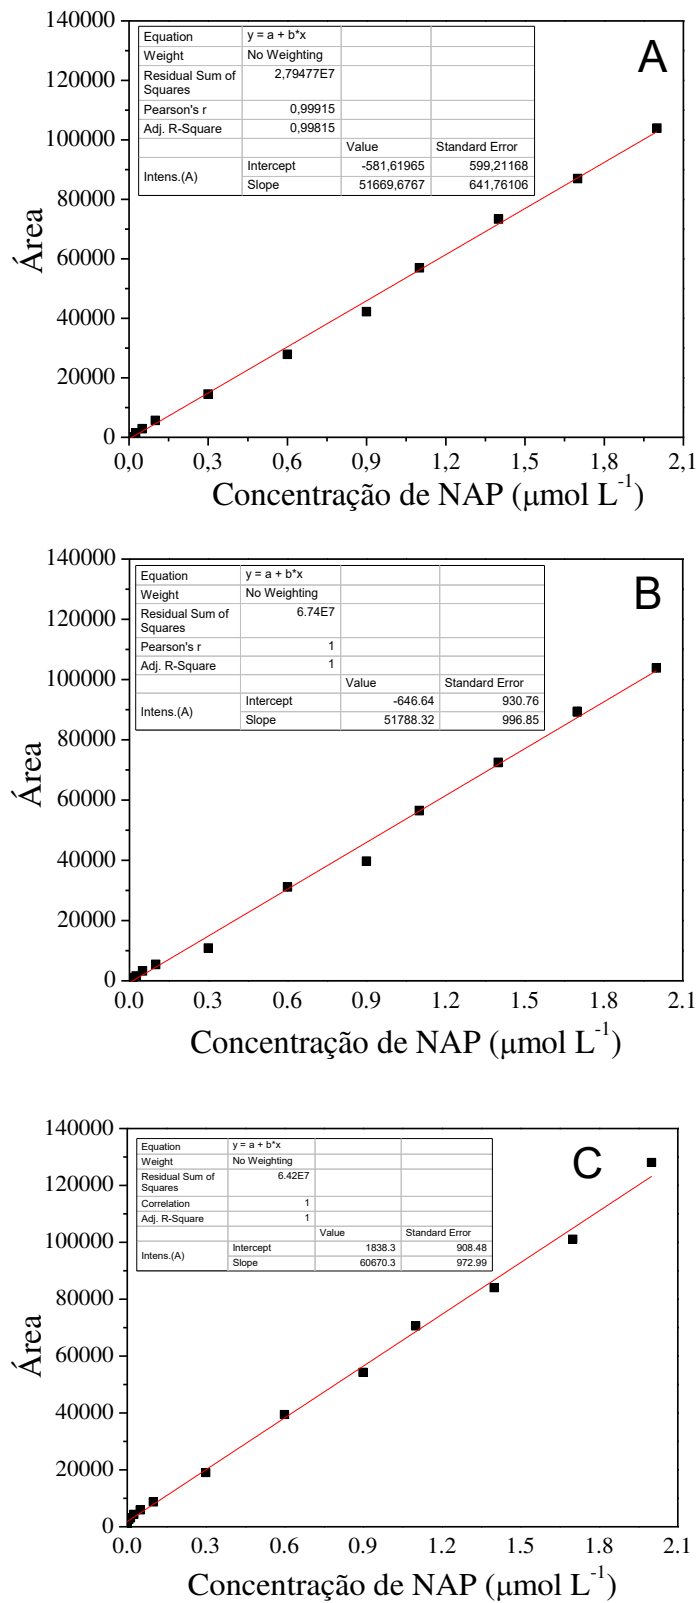 140000
120000
100000
80000
60000
40000
20000
0
Área
A
Equation y = a + b*x
Weight No Weighting
Residual Sum of Squares 2,79477E7
Pearson's r 0,99915
Adj. R-Square 0,99815
Value Standard Error
Intens.(A) Intercept -581,61965 599,21168
Slope 51669,6767 641,76106
0,0 0,3 0,6 0,9 1,2 1,5 1,8 2,1
Concentração de NAP (μmol L⁻¹)
140000
120000
100000
80000
60000
40000
20000
0
Área
B
Equation y = a + b*x
Weight No Weighting
Residual Sum of Squares 6.74E7
Pearson's r 1
Adj. R-Square 1
Value Standard Error
Intens.(A) Intercept -646.64 930.76
Slope 51788.32 996.85
0.0 0.3 0.6 0.9 1.2 1.5 1.8 2.1
Concentração de NAP (μmol L⁻¹)
140000
120000
100000
80000
60000
40000
20000
0
Área
C
Equation y = a + b*x
Weight No Weighting
Residual Sum of Squares 6.42E7
Correlation 1
Adj. R-Square 1
Value Standard Error
Intens.(A) Intercept 1838.3 908.48
Slope 60670.3 972.99
0.0 0.3 0.6 0.9 1.2 1.5 1.8 2.1
Concentração de NAP (μmol L⁻¹)